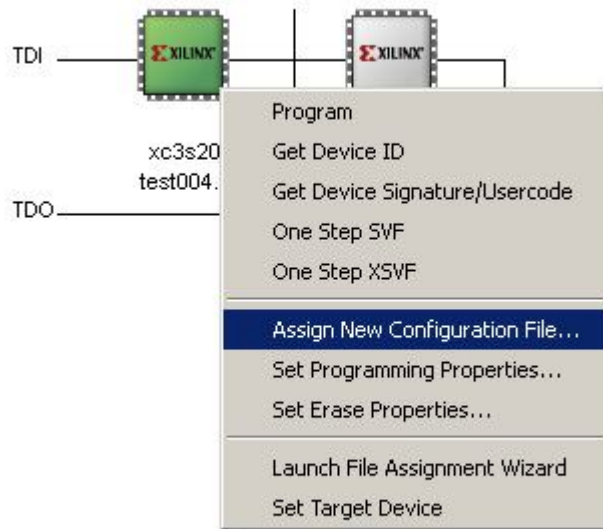 TDI
XILINX
XILINX
Program
xc3s20
Get Device ID
test004.
Get Device Signature/Usercode
TDO
One Step SVF
One Step XSVF
Assign New Configuration File...
Set Programming Properties...
Set Erase Properties...
Launch File Assignment Wizard
Set Target Device